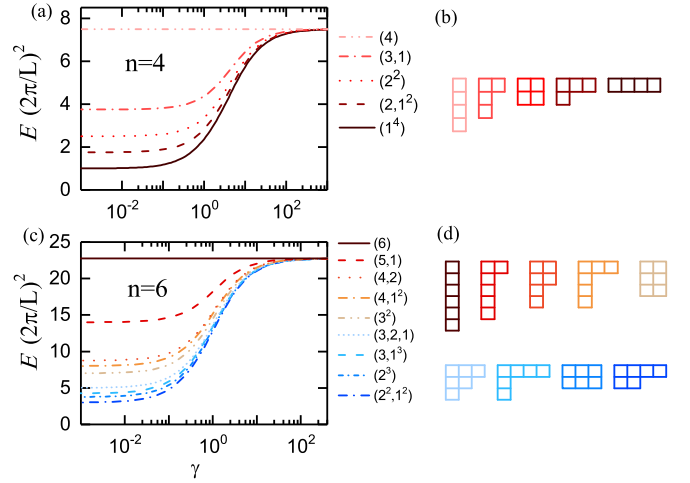 (a)
8
6
4
2
0
E (2π/L)²
n=4
10⁻² 10⁰ 10²
(4)
(3,1)
(2²)
(2,1²)
(1⁴)
(b)
(c)
25
20
15
10
5
0
E (2π/L)²
n=6
10⁻² 10⁰ 10²
γ
(6)
(5,1)
(4,2)
(4,1²)
(3²)
(3,2,1)
(3,1³)
(2³)
(2²,1²)
(d)